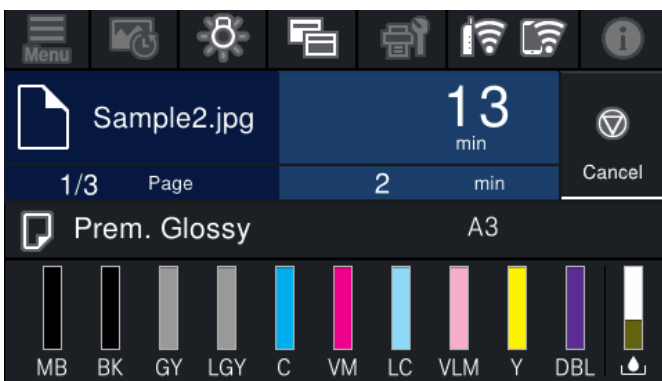 Menu
Sample2.jpg
13
min
Cancel
1/3 Page 2 min
Prem. Glossy A3
MB BK GY LGY C VM LC VLM Y DBL